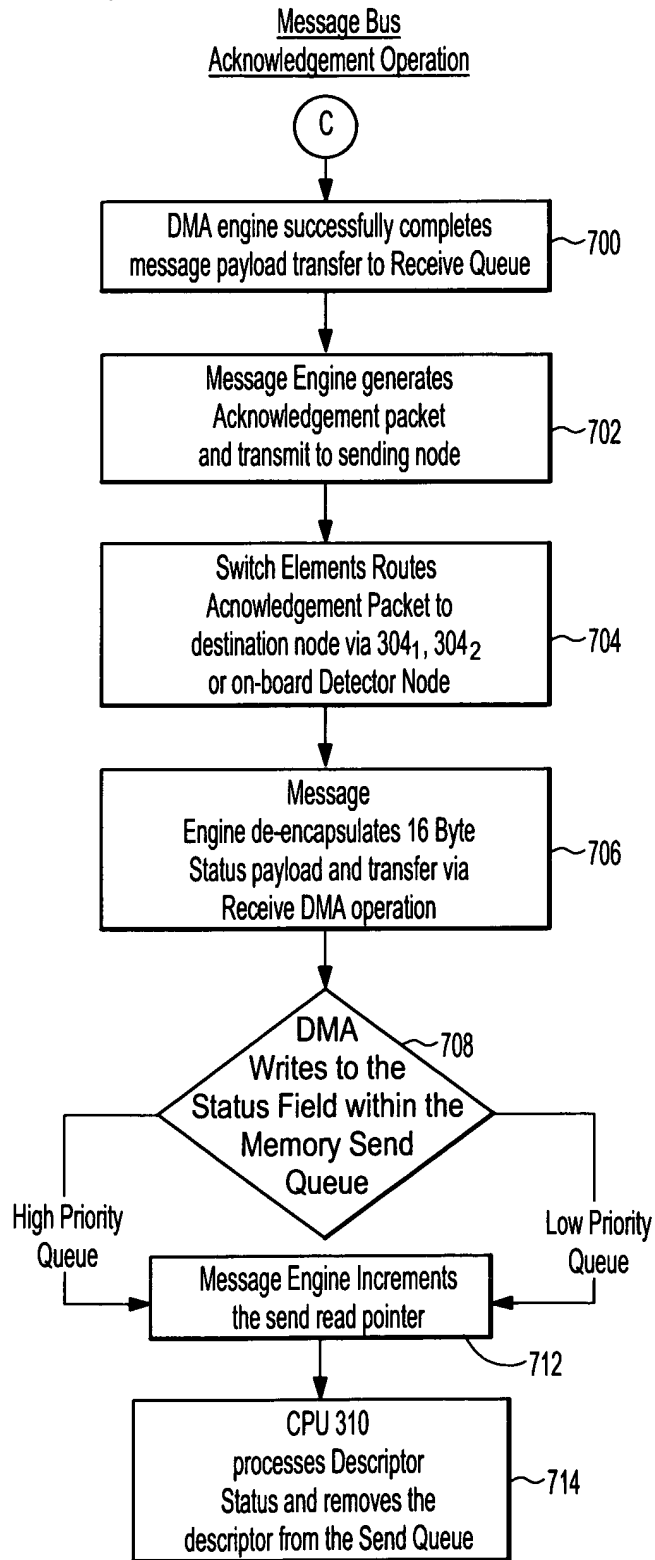 Message Bus
Acknowledgement Operation
C
DMA engine successfully completes
message payload transfer to Receive Queue
700
Message Engine generates
Acknowledgement packet
and transmit to sending node
702
Switch Elements Routes
Acnowledgement Packet to
destination node via 304₁, 304₂
or on-board Detector Node
704
Message
Engine de-encapsulates 16 Byte
Status payload and transfer via
Receive DMA operation
706
DMA
Writes to the
Status Field within the
Memory Send
Queue
708
High Priority
Queue
Low Priority
Queue
Message Engine Increments
the send read pointer
712
CPU 310
processes Descriptor
Status and removes the
descriptor from the Send Queue
714